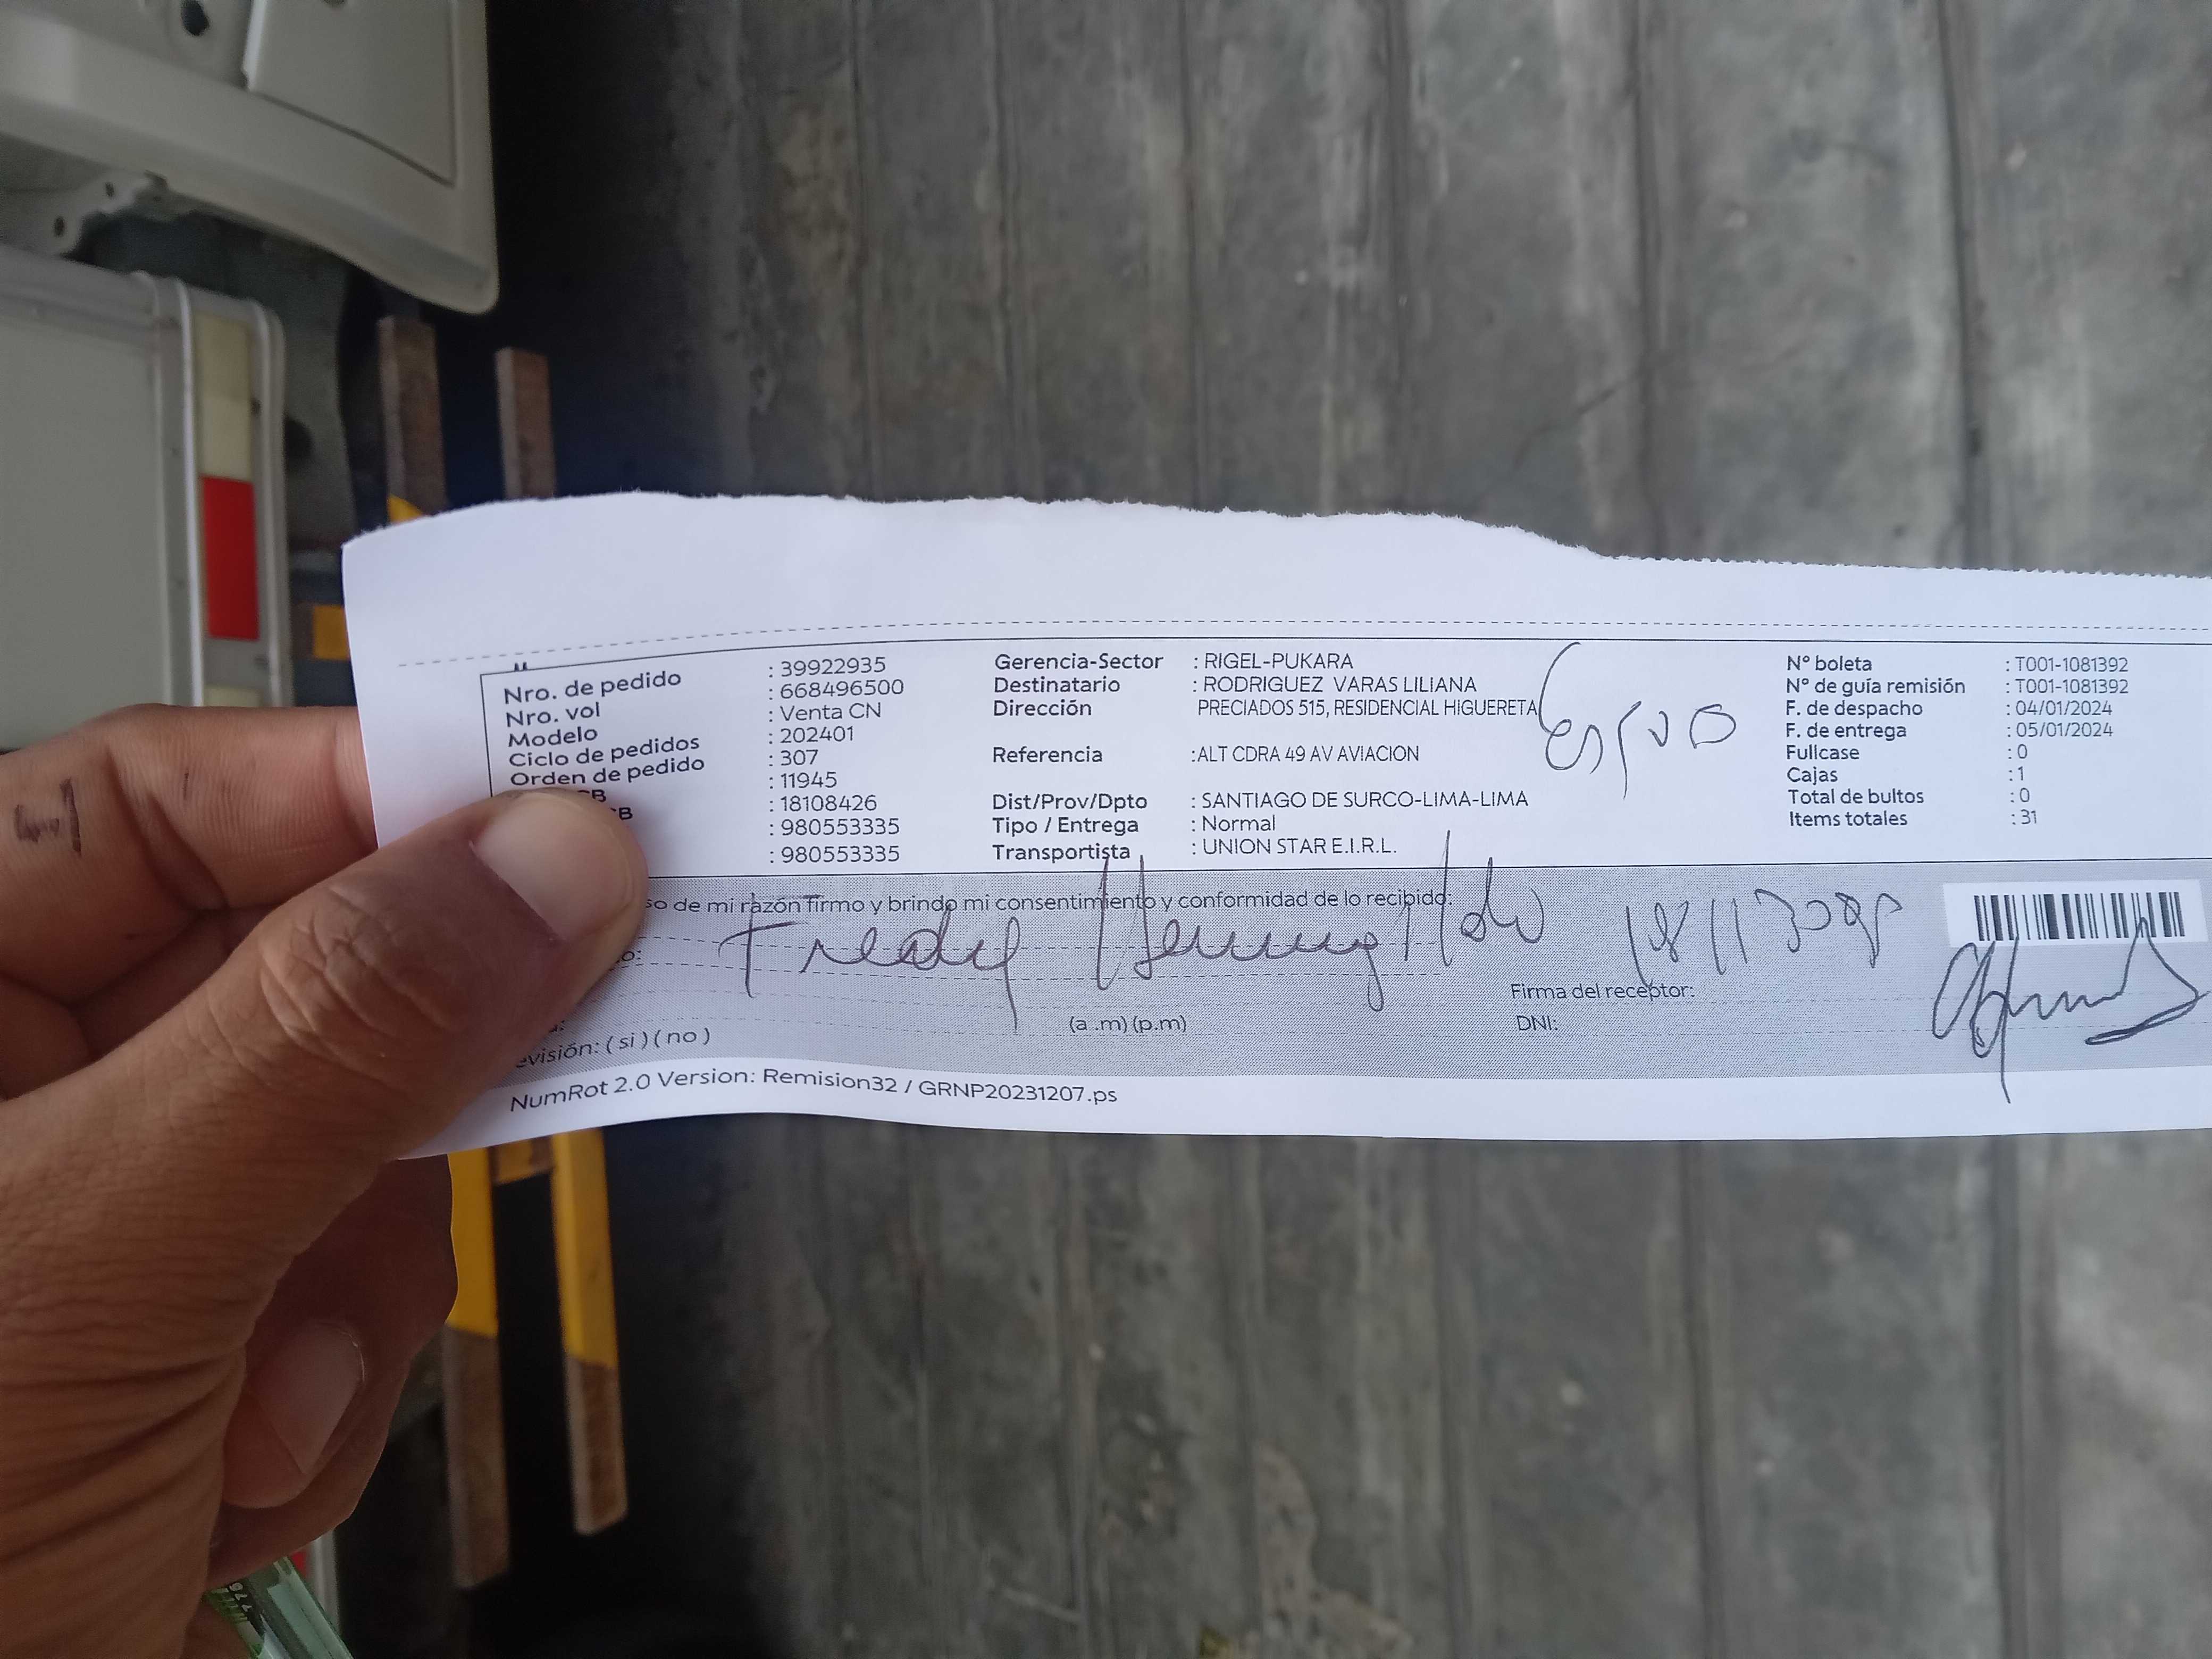 Nro. de pedido : 39922935
Nro. vol : 668496500
Modelo : Venta CN
Ciclo de pedidos : 202401
Orden de pedido : 307
CB : 11945
CB : 18108426
: 980553335
: 980553335
Gerencia-Sector : RIGEL-PUKARA
Destinatario : RODRIGUEZ VARAS LILIANA
Dirección PRECIADOS 515, RESIDENCIAL HIGUERETA
Referencia :ALT CDRA 49 AV AVIACION
Dist/Prov/Dpto : SANTIAGO DE SURCO-LIMA-LIMA
Tipo / Entrega : Normal
Transportista : UNION STAR E.I.R.L.
N° boleta : T001-1081392
N° de guía remisión : T001-1081392
F. de despacho : 04/01/2024
F. de entrega : 05/01/2024
Fullcase : 0
Cajas : 1
Total de bultos : 0
Items totales : 31
so de mi razón firmo y brindo mi consentimiento y conformidad de lo recibido:
Fredy
Firma del receptor:
(a .m) (p.m)
DNI:
evisión: ( si ) ( no )
NumRot 2.0 Version: Remision32 / GRNP20231207.ps